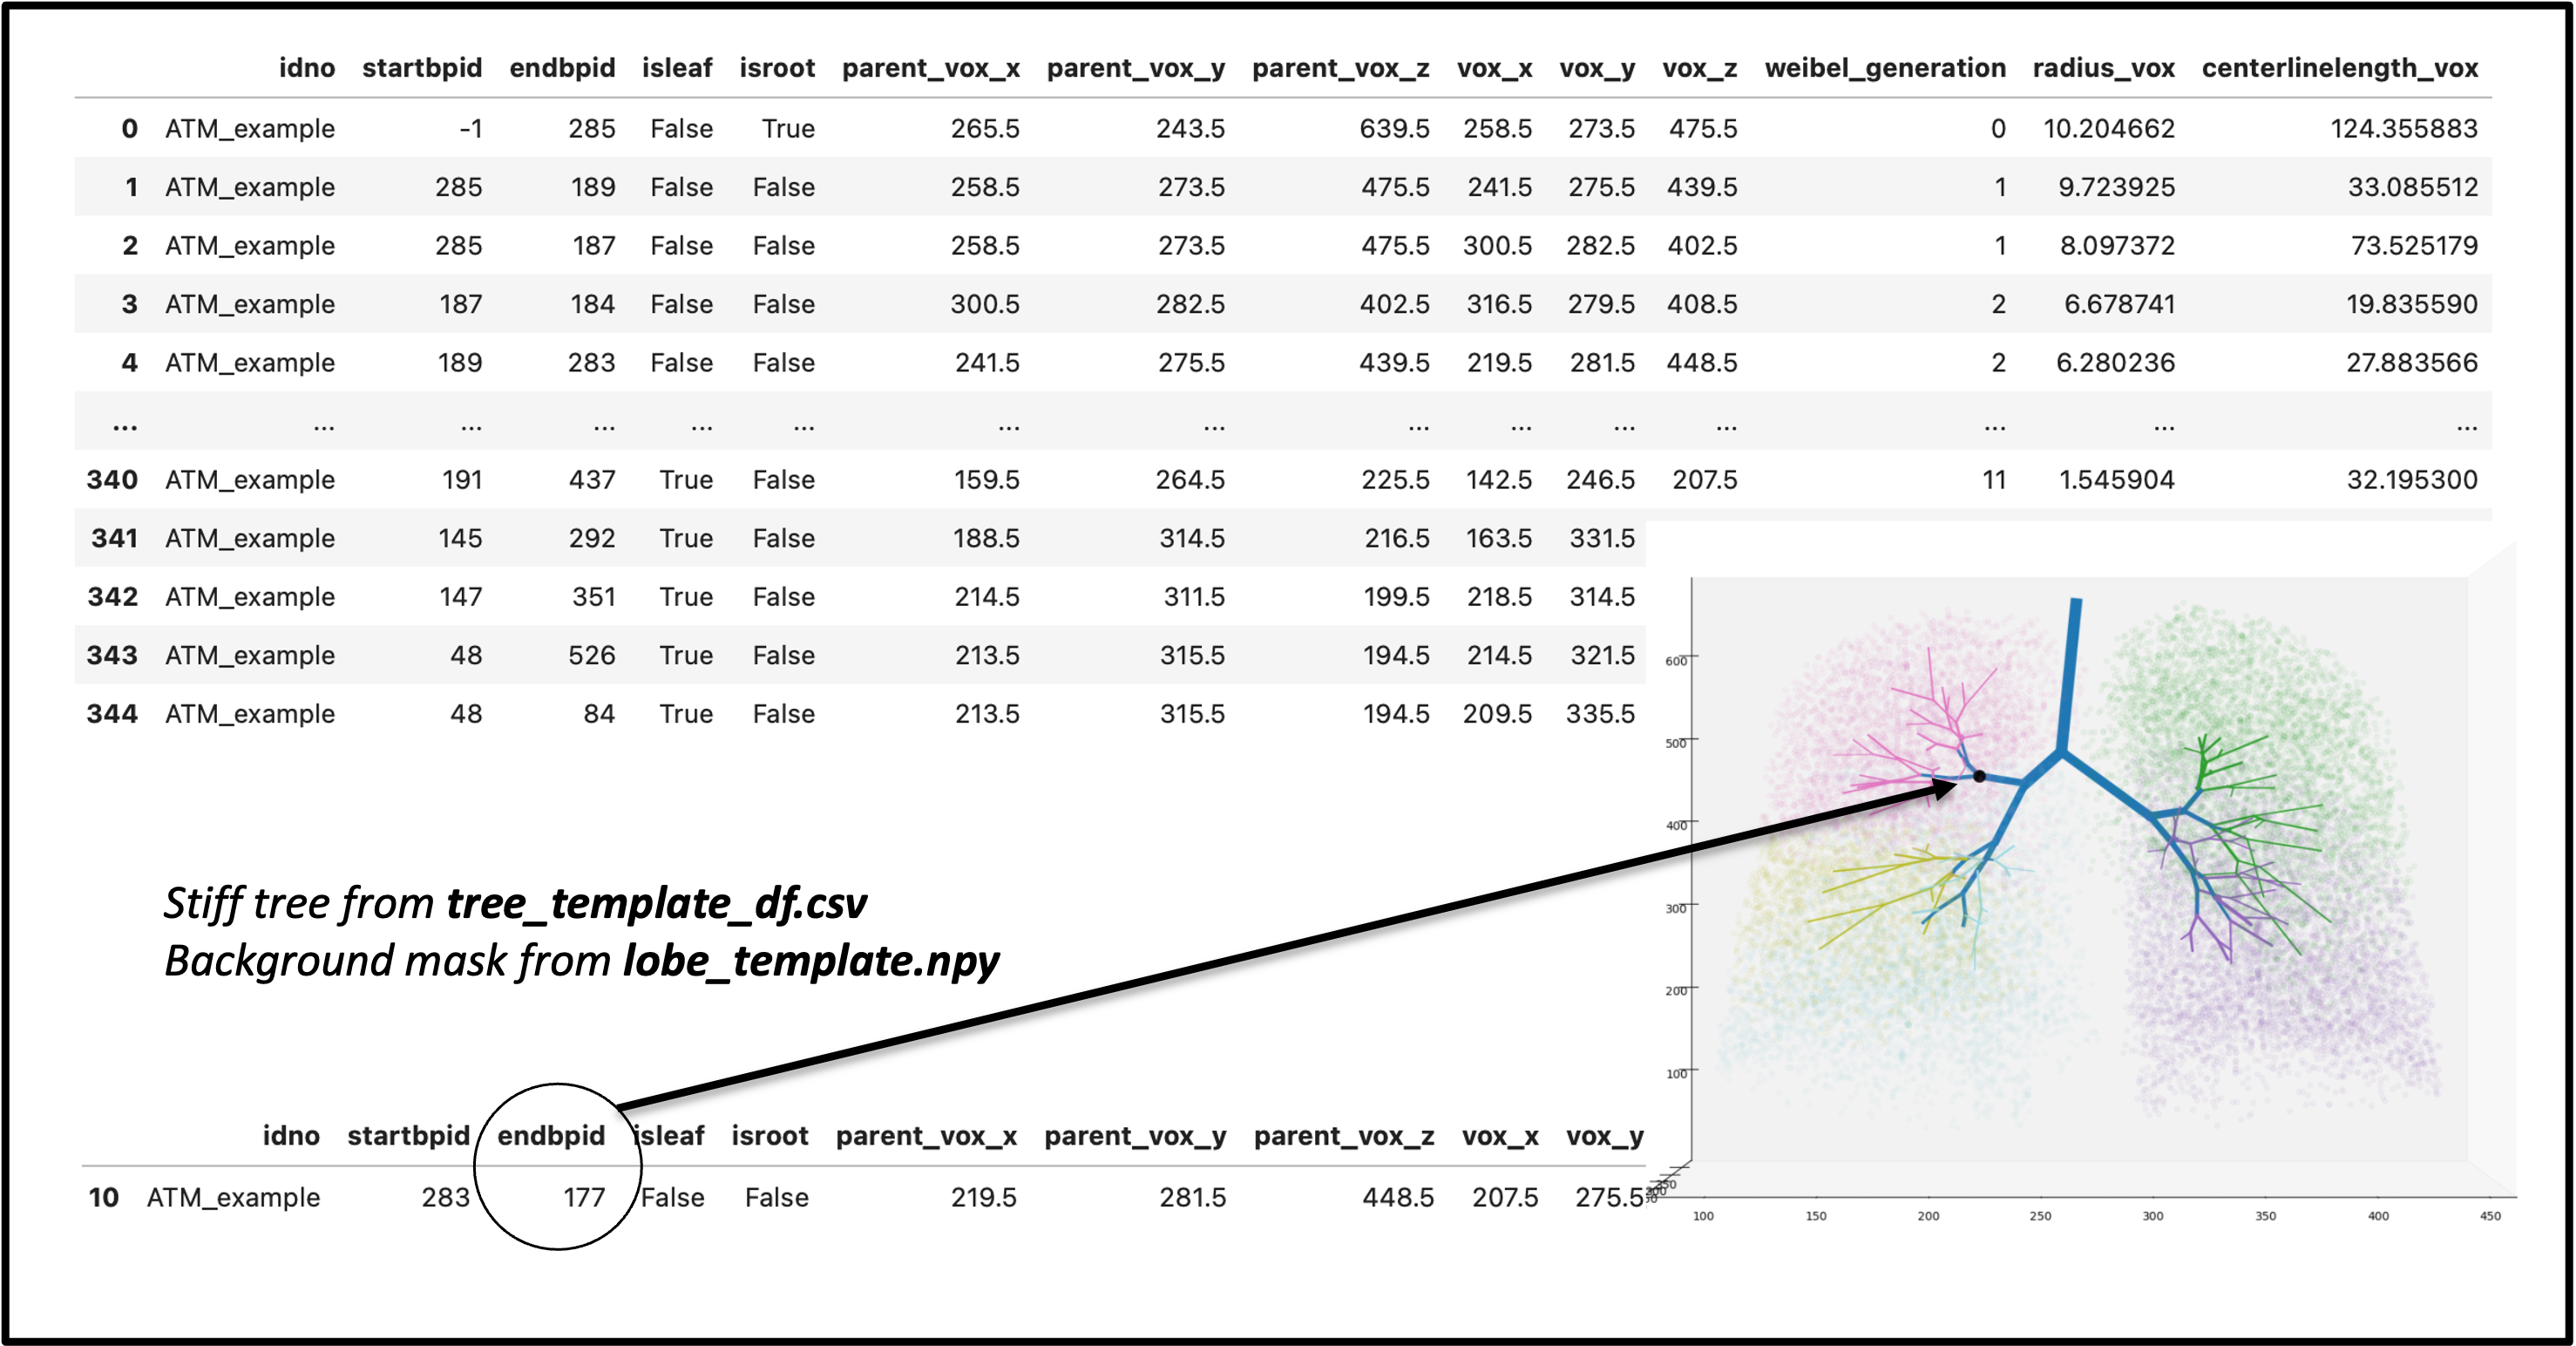 idno startbpid endbpid isleaf isroot parent_vox_x parent_vox_y parent_vox_z vox_x vox_y vox_z weibel_generation radius_vox centerlinelength_vox
0 ATM_example -1 285 False True 265.5 243.5 639.5 258.5 273.5 475.5 0 10.204662 124.355883
1 ATM_example 285 189 False False 258.5 273.5 475.5 241.5 275.5 439.5 1 9.723925 33.085512
2 ATM_example 285 187 False False 258.5 273.5 475.5 300.5 282.5 402.5 1 8.097372 73.525179
3 ATM_example 187 184 False False 300.5 282.5 402.5 316.5 279.5 408.5 2 6.678741 19.835590
4 ATM_example 189 283 False False 241.5 275.5 439.5 219.5 281.5 448.5 2 6.280236 27.883566
... ... ... ... ... ... ... ... ... ... ... ... ... ... ...
340 ATM_example 191 437 True False 159.5 264.5 225.5 142.5 246.5 207.5 11 1.545904 32.195300
341 ATM_example 145 292 True False 188.5 314.5 216.5 163.5 331.5
342 ATM_example 147 351 True False 214.5 311.5 199.5 218.5 314.5
343 ATM_example 48 526 True False 213.5 315.5 194.5 214.5 321.5
344 ATM_example 48 84 True False 213.5 315.5 194.5 209.5 335.5
600
500
400
300
200
100
Stiff tree from tree_template_df.csv
Background mask from lobe_template.npy
idno startbpid endbpid isleaf isroot parent_vox_x parent_vox_y parent_vox_z vox_x vox_y
10 ATM_example 283 177 False False 219.5 281.5 448.5 207.5 275.5
350
100 150 200 250 300 350 400 450